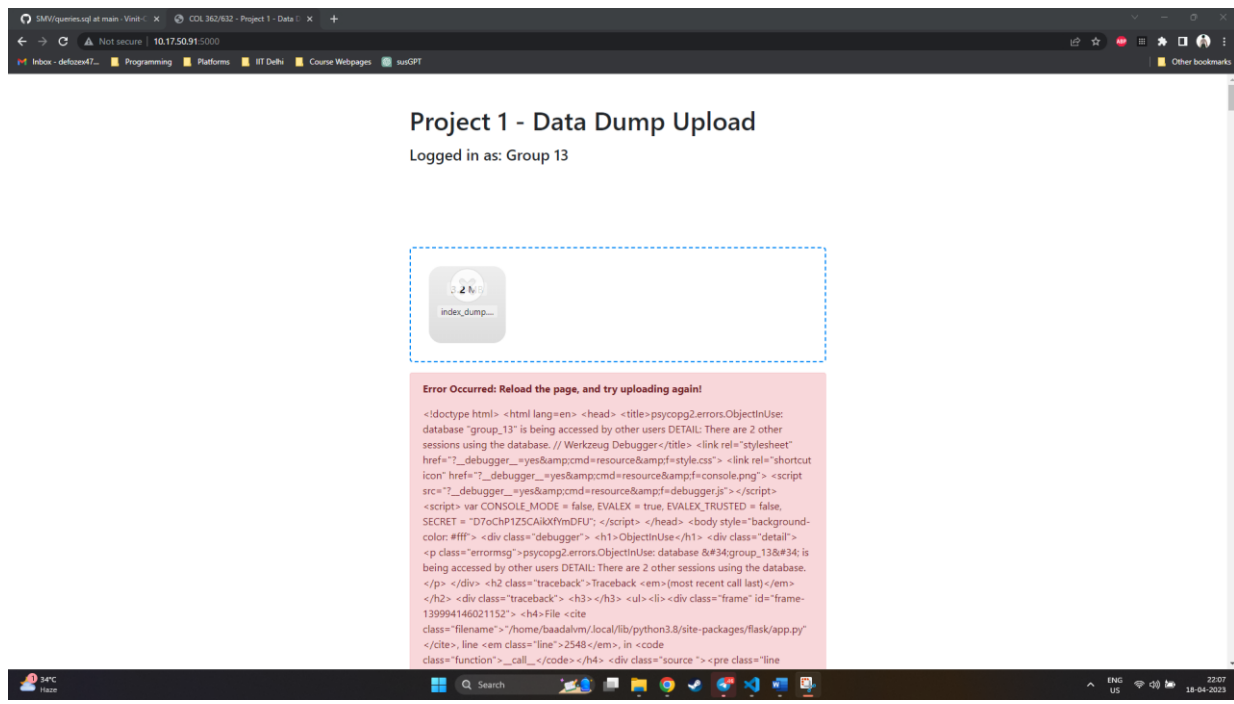 SMV/queries.sql at main · Vinit-C
COL 362/632 - Project 1 - Data D
Not secure | 10.17.50.91:5000
Inbox - defozex47...
Programming
Platforms
IIT Delhi
Course Webpages
susGPT
Other bookmarks
Project 1 - Data Dump Upload
Logged in as: Group 13
index_dump....
Error Occurred: Reload the page, and try uploading again!
<!doctype html> <html lang=en> <head> <title>psycopg2.errors.ObjectInUse:
database "group_13" is being accessed by other users DETAIL: There are 2 other
sessions using the database. // Werkzeug Debugger</title> <link rel="stylesheet"
href="?__debugger__=yes&amp;cmd=resource&amp;f=style.css"> <link rel="shortcut
icon" href="?__debugger__=yes&amp;cmd=resource&amp;f=console.png"> <script
src="?__debugger__=yes&amp;cmd=resource&amp;f=debugger.js"></script>
<script> var CONSOLE_MODE = false, EVALEX = true, EVALEX_TRUSTED = false,
SECRET = "D7oChP1Z5CAikXfYmDFU"; </script> </head> <body style="background-
color: #fff"> <div class="debugger"> <h1>ObjectInUse</h1> <div class="detail">
<p class="errormsg">psycopg2.errors.ObjectInUse: database &#34;group_13&#34; is
being accessed by other users DETAIL: There are 2 other sessions using the database.
</p> </div> <h2 class="traceback">Traceback <em>(most recent call last)</em>
</h2> <div class="traceback"> <h3></h3> <ul><li><div class="frame" id="frame-
139994146021152"> <h4>File <cite
class="filename">"/home/baadalvm/.local/lib/python3.8/site-packages/flask/app.py"
</cite>, line <em class="line">2548</em>, in <code
class="function">__call__</code></h4> <div class="source "><pre class="line
34°C
Haze
Search
ENG
US
22:07
18-04-2023